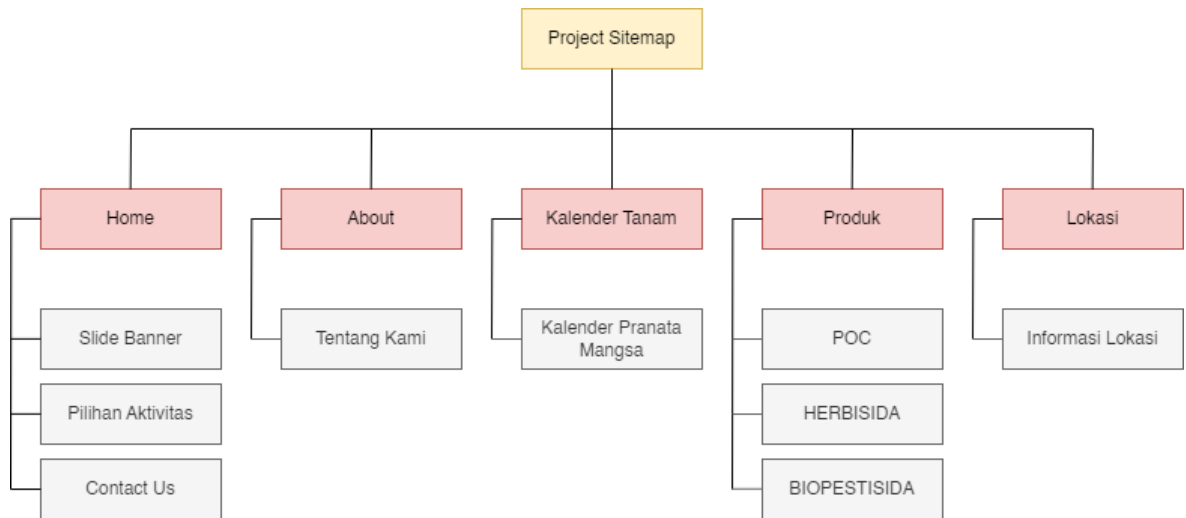 Project Sitemap
Home
About
Kalender Tanam
Produk
Lokasi
Slide Banner
Tentang Kami
Kalender Pranata
Mangsa
POC
Informasi Lokasi
Pilihan Aktivitas
HERBISIDA
Contact Us
BIOPESTISIDA